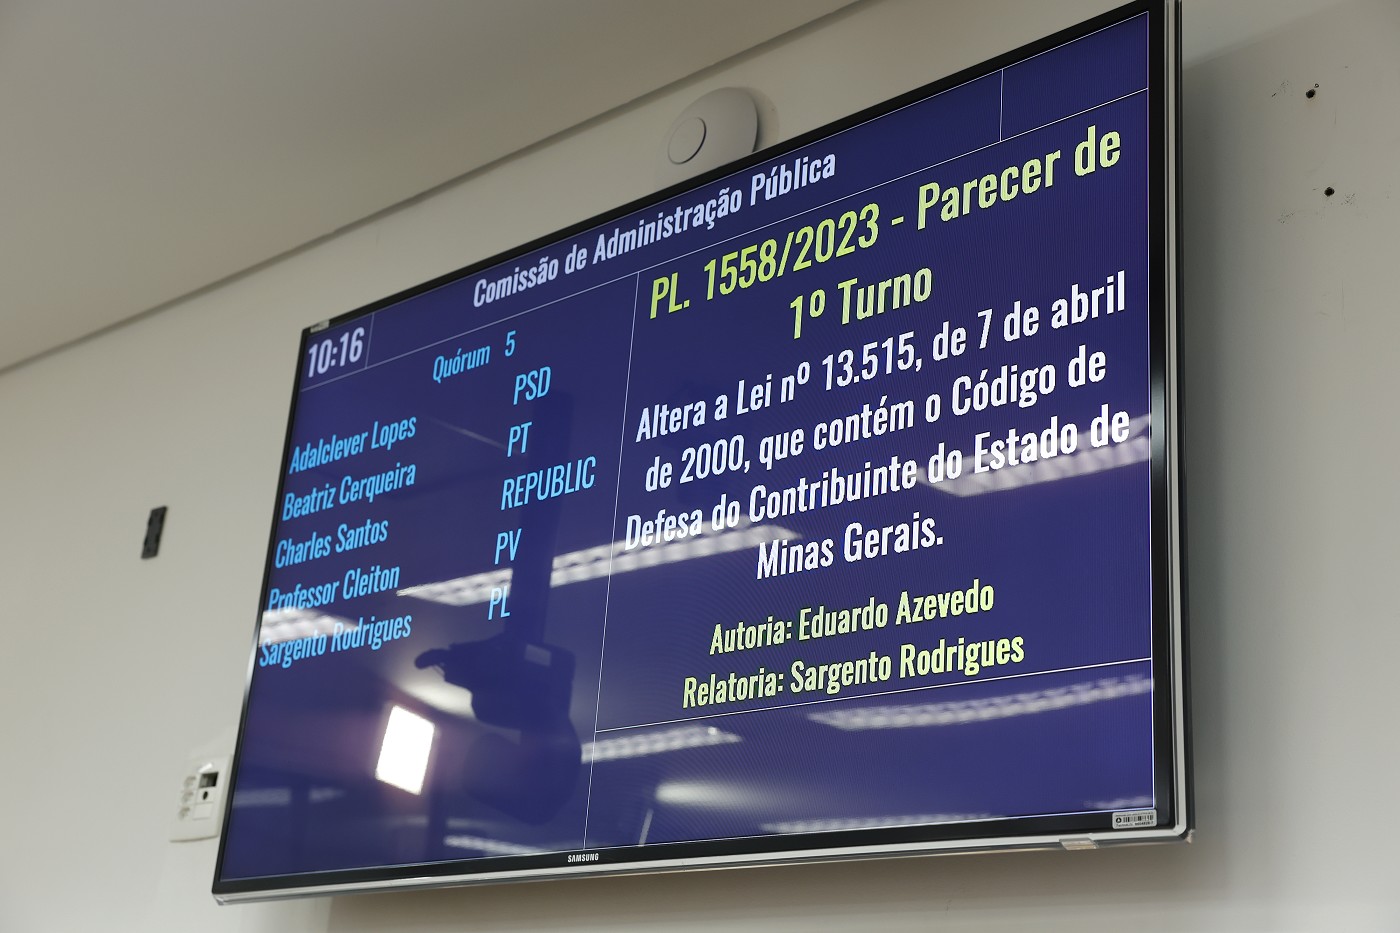 Comissão de Administração Pública
10:16
Quórum 5
Adalclever Lopes PSD
Beatriz Cerqueira PT
Charles Santos REPUBLIC
Professor Cleiton PV
Sargento Rodrigues PL
PL. 1558/2023 - Parecer de
1º Turno
Altera a Lei nº 13.515, de 7 de abril
de 2000, que contém o Código de
Defesa do Contribuinte do Estado de
Minas Gerais.
Autoria: Eduardo Azevedo
Relatoria: Sargento Rodrigues
SAMSUNG